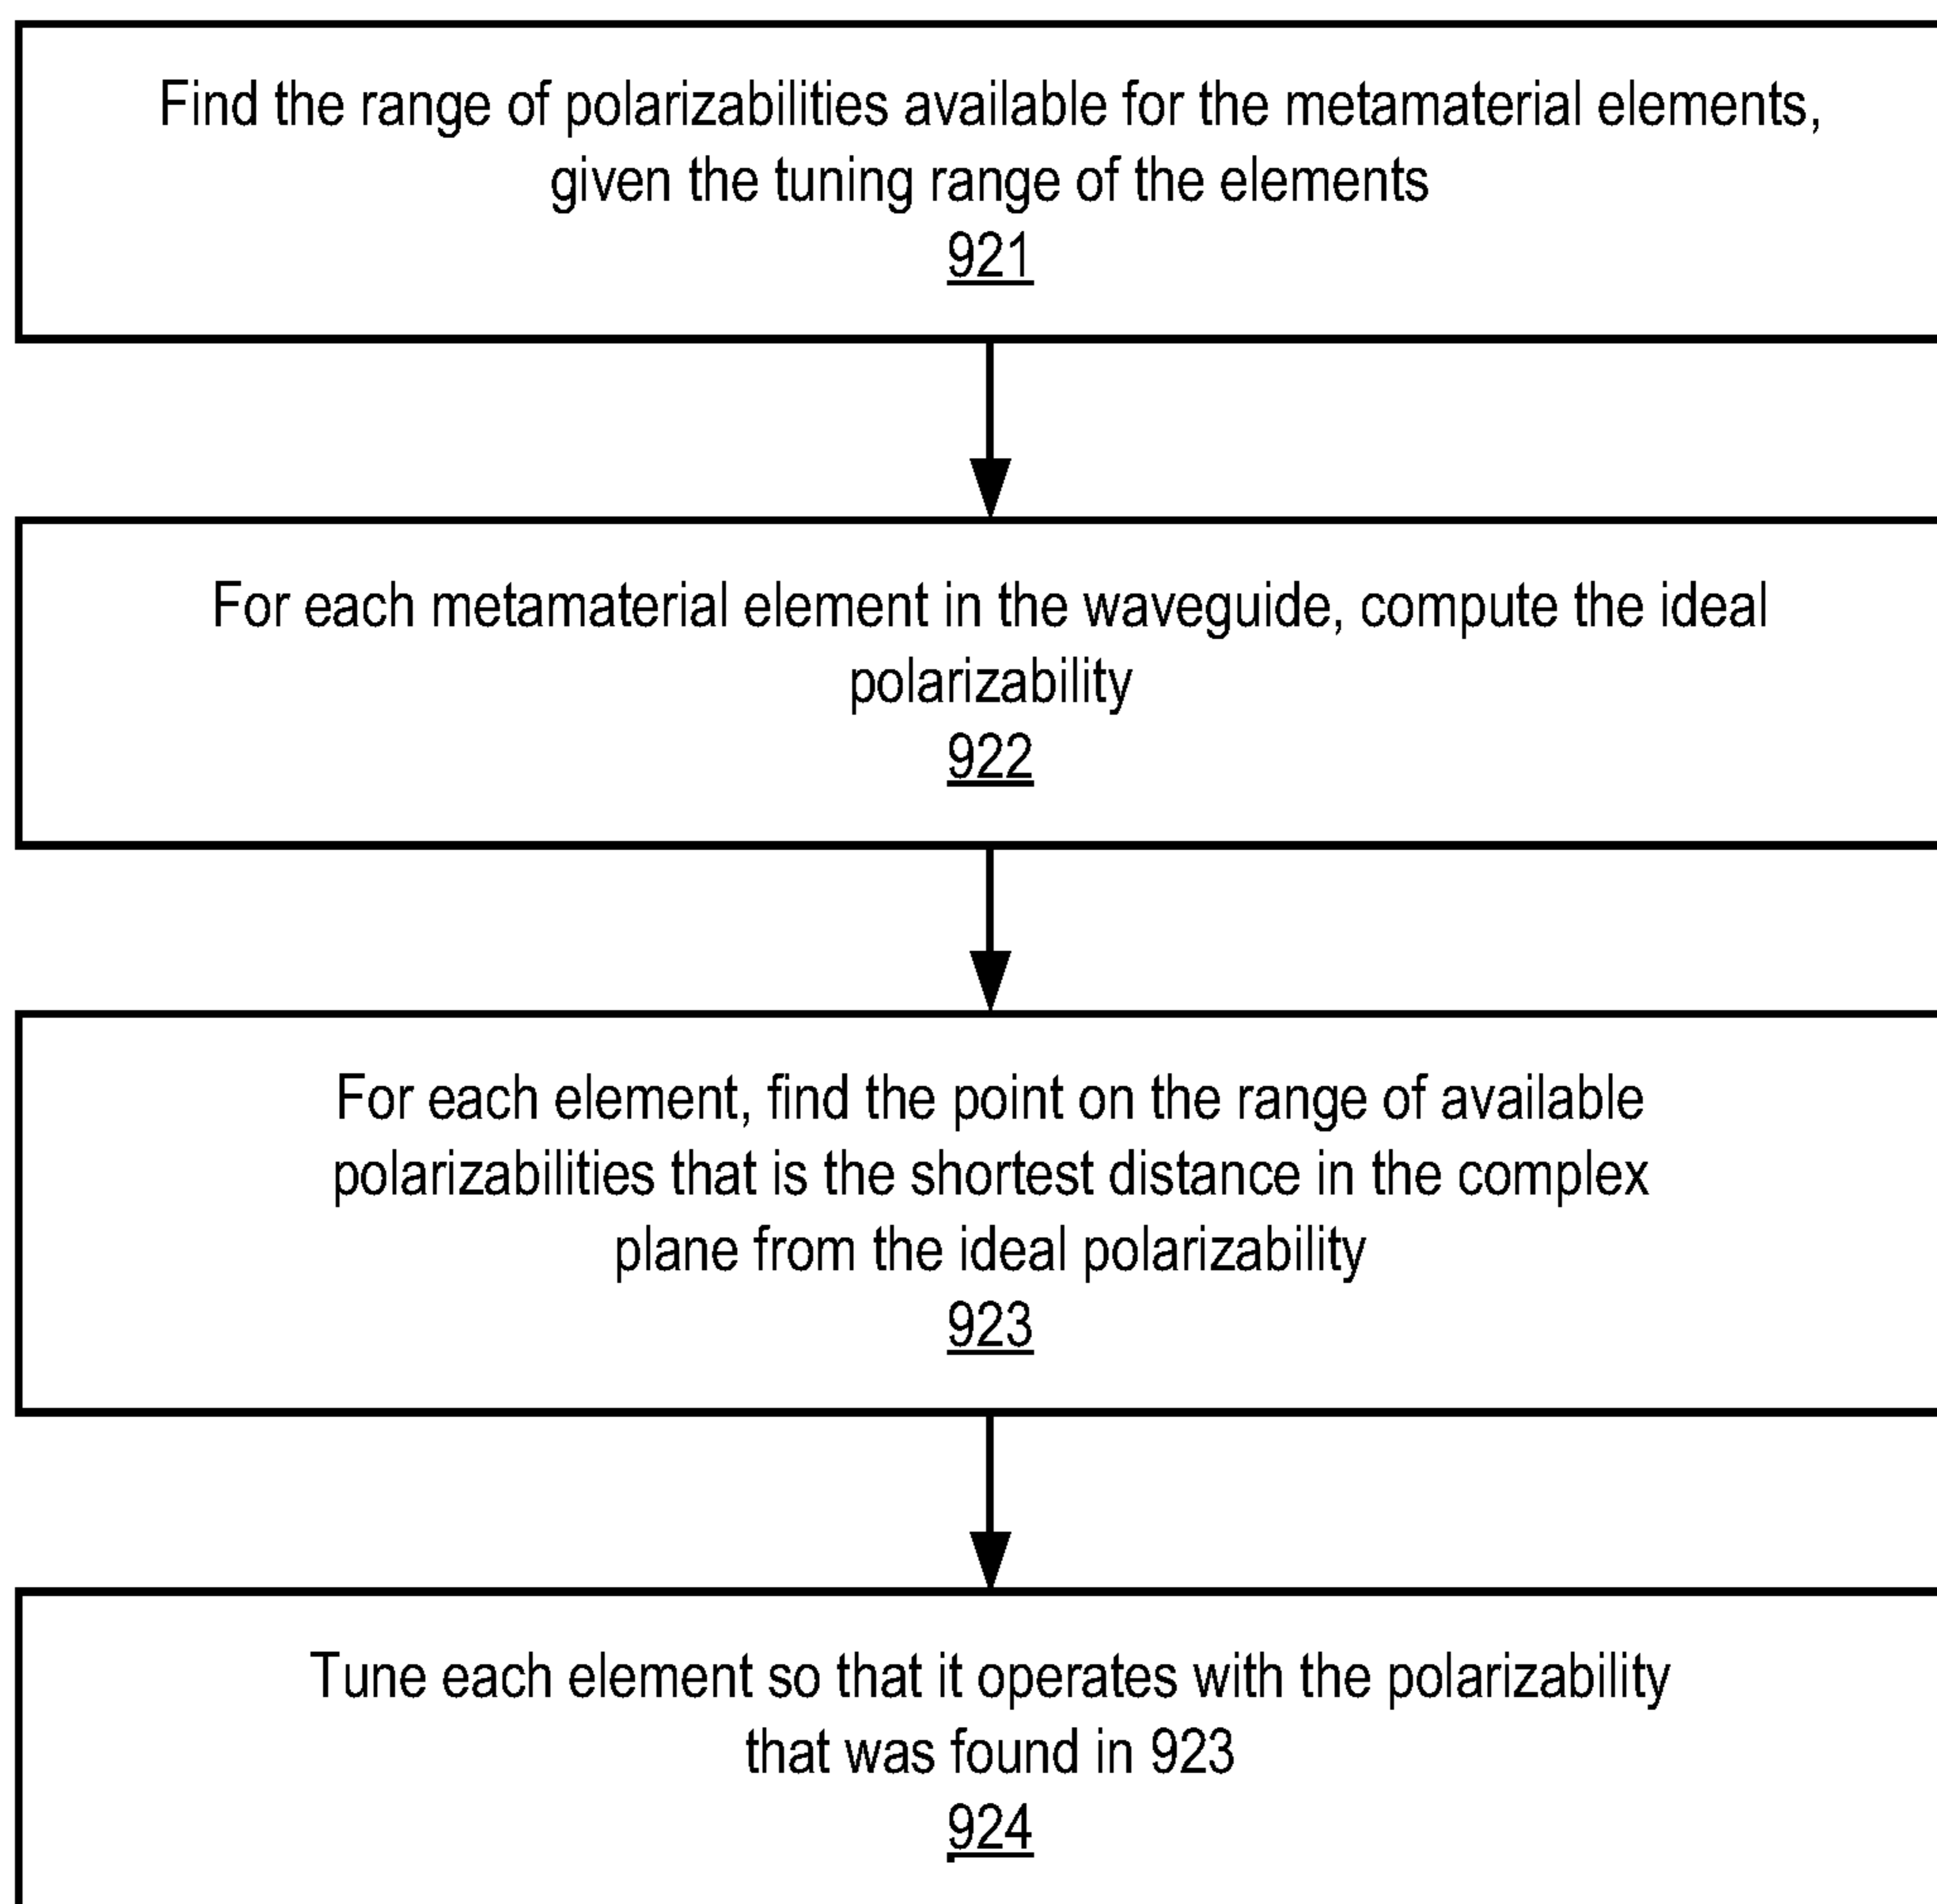 Find the range of polarizabilities available for the metamaterial elements,
given the tuning range of the elements
921
For each metamaterial element in the waveguide, compute the ideal
polarizability
922
For each element, find the point on the range of available
polarizabilities that is the shortest distance in the complex
plane from the ideal polarizability
923
Tune each element so that it operates with the polarizability
that was found in 923
924